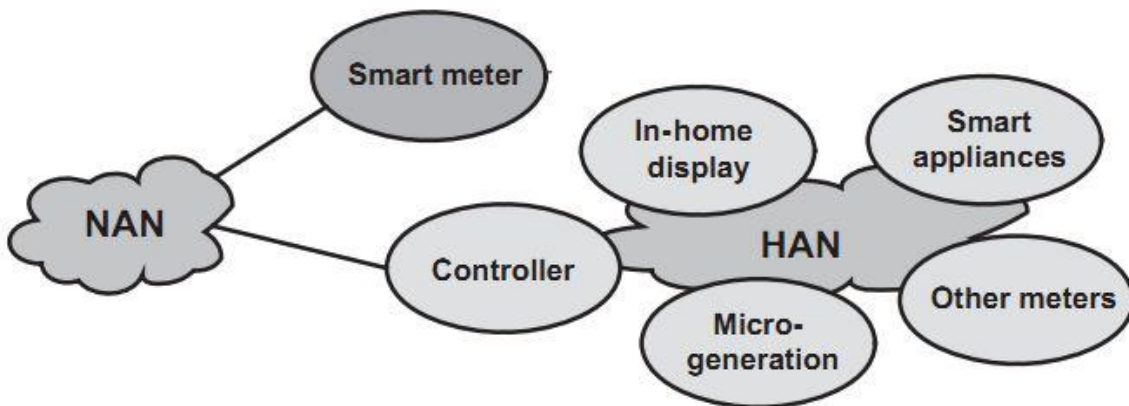 Smart meter
In-home
display
Smart
appliances
NAN
HAN
Controller
Other meters
Micro-
generation